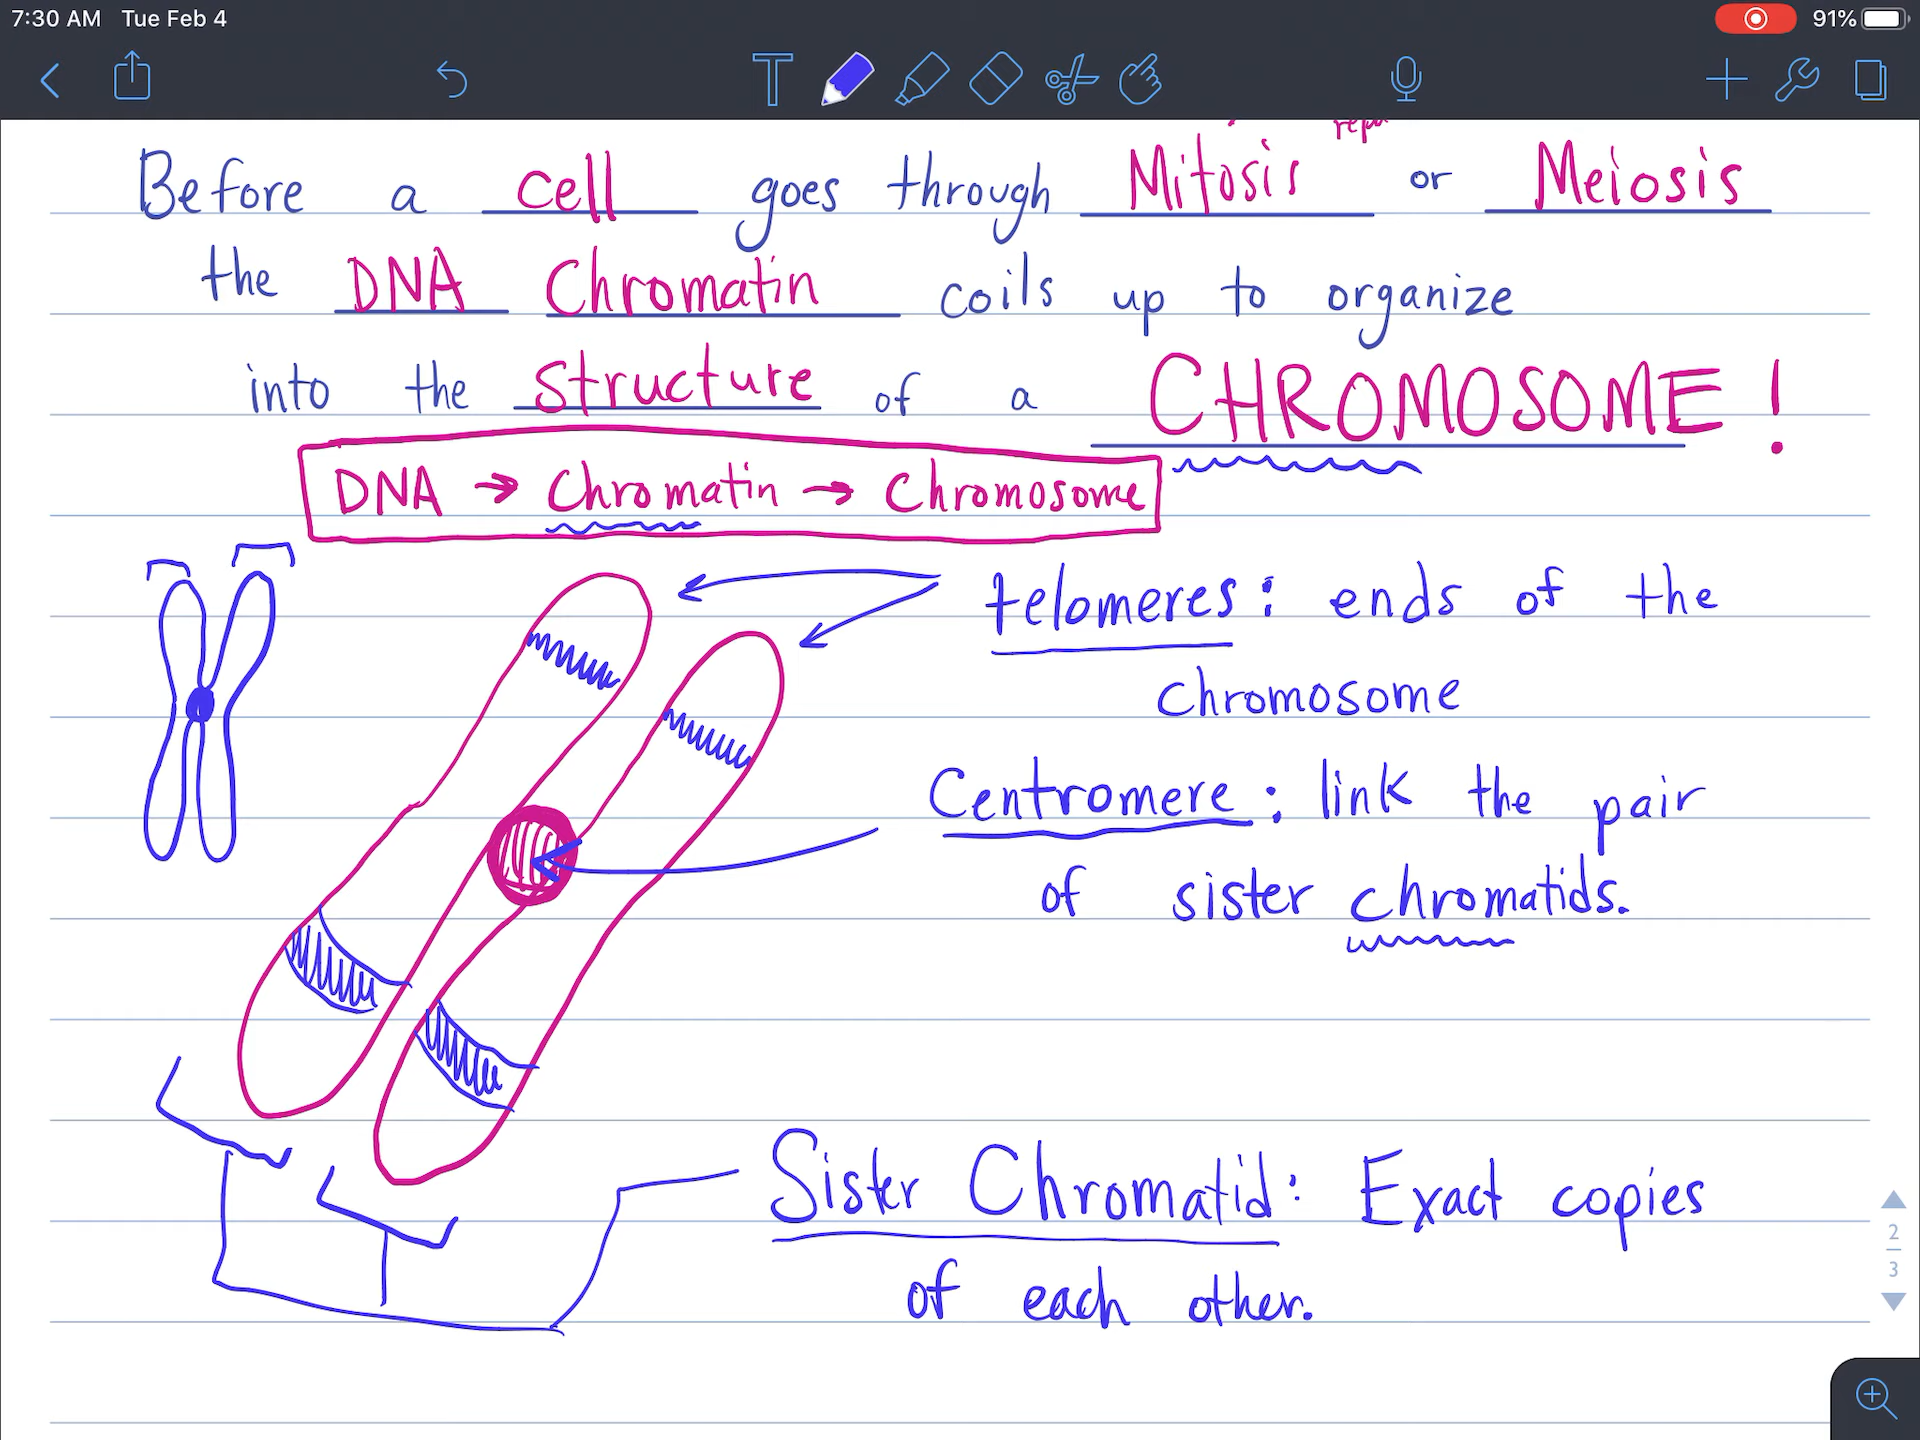 7:30 AM Tue Feb 4
91%
T
Before a cell goes through Mitosis or Meiosis
the DNA Chromatin coils up to organize
into the structure of a CHROMOSOME!
DNA → Chromatin → Chromosome
telomeres: ends of the
chromosome
Centromere: link the pair
of sister chromatids.
Sister Chromatid: Exact copies
of each other.
2
3